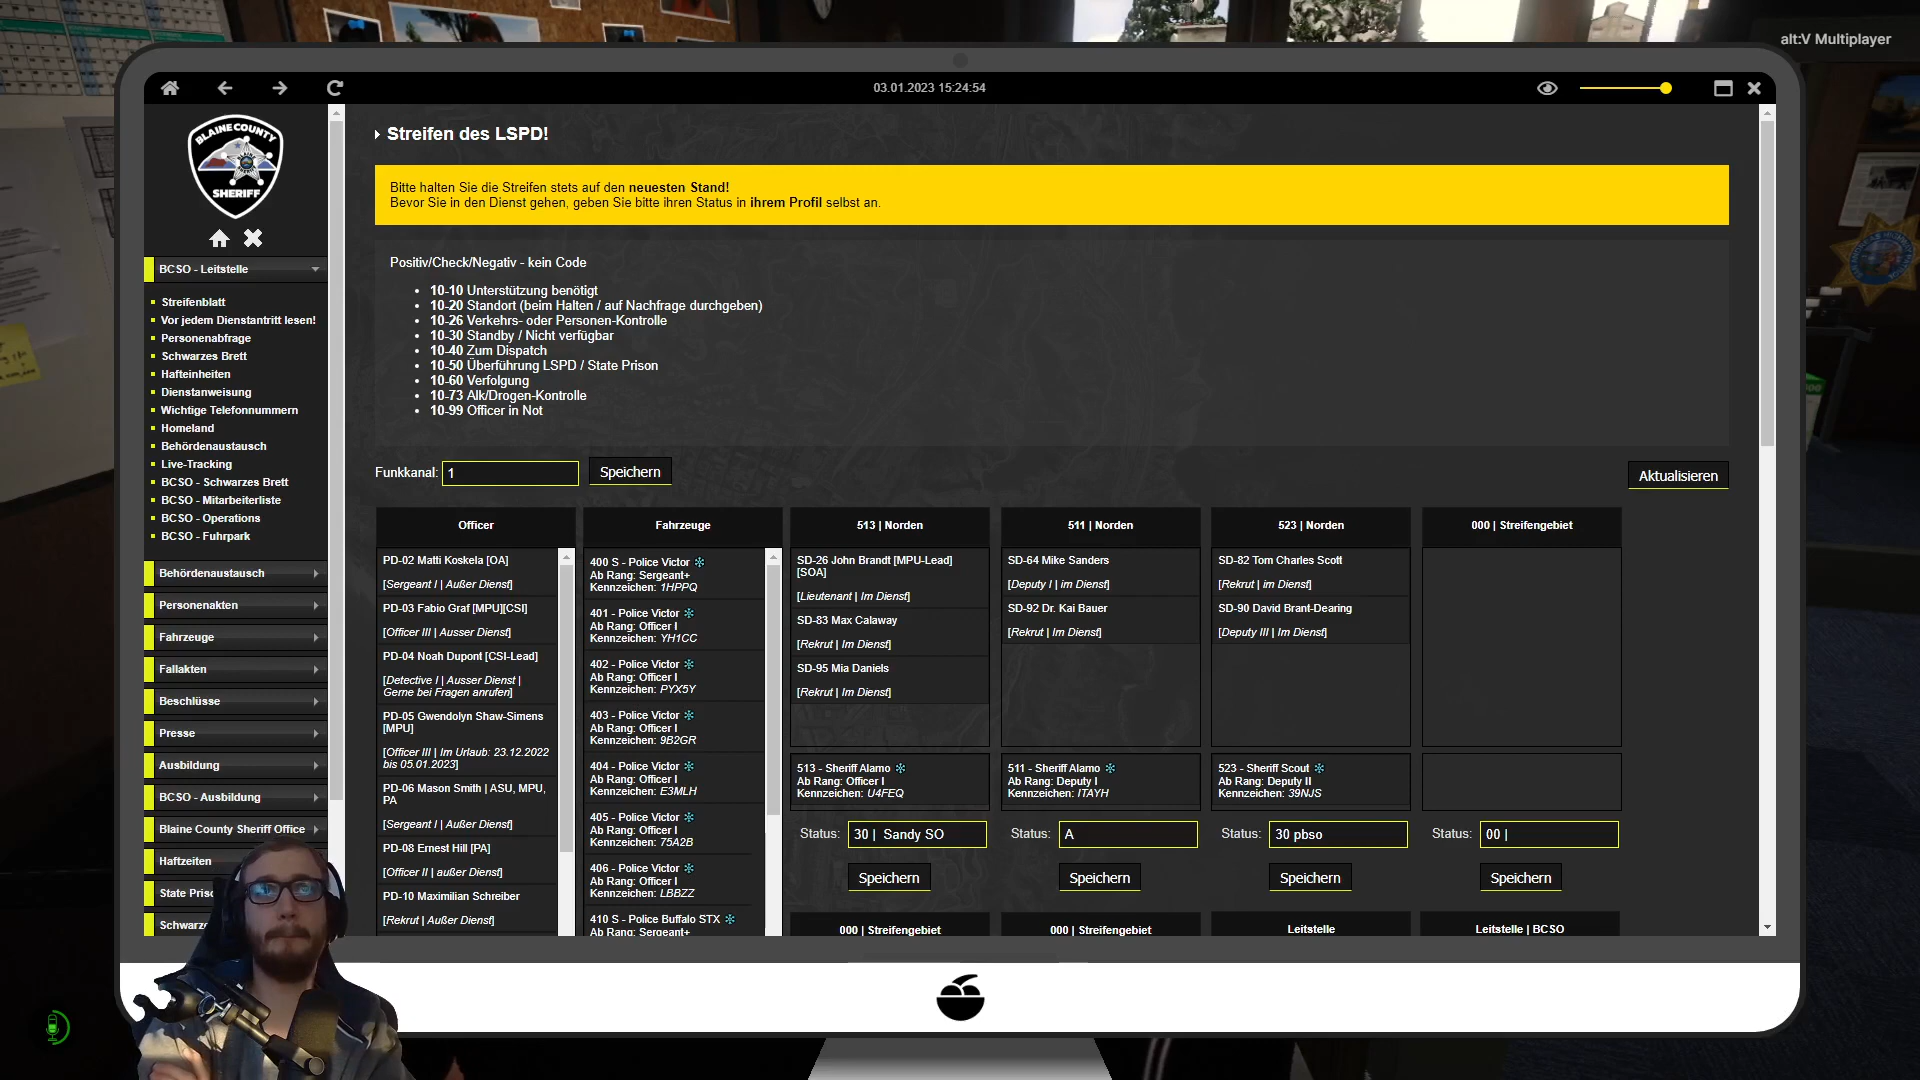 alt:V Multiplayer
03.01.2023 15:24:54
BLAINE COUNTY
SHERIFF
BCSO - Leitstelle
Streifenblatt
Vor jedem Dienstantritt lesen!
Personenabfrage
Schwarzes Brett
Hafteinheiten
Dienstanweisung
Wichtige Telefonnummern
Homeland
Behördenaustausch
Live-Tracking
BCSO - Schwarzes Brett
BCSO - Mitarbeiterliste
BCSO - Operations
BCSO - Fuhrpark
Behördenaustausch
Personenakten
Fahrzeuge
Fallakten
Beschlüsse
Presse
Ausbildung
BCSO - Ausbildung
Blaine County Sheriff Office
Haftzeiten
State Priso
Schwarze
Streifen des LSPD!
Bitte halten Sie die Streifen stets auf den neuesten Stand!
Bevor Sie in den Dienst gehen, geben Sie bitte ihren Status in ihrem Profil selbst an.
Positiv/Check/Negativ - kein Code
10-10 Unterstützung benötigt
10-20 Standort (beim Halten / auf Nachfrage durchgeben)
10-26 Verkehrs- oder Personen-Kontrolle
10-30 Standby / Nicht verfügbar
10-40 Zum Dispatch
10-50 Überführung LSPD / State Prison
10-60 Verfolgung
10-73 Alk/Drogen-Kontrolle
10-99 Officer in Not
Funkkanal: 1 Speichern
Aktualisieren
Officer
PD-02 Matti Koskela [OA]
[Sergeant I | Außer Dienst]
PD-03 Fabio Graf [MPU][CSI]
[Officer III | Ausser Dienst]
PD-04 Noah Dupont [CSI-Lead]
[Detective I | Ausser Dienst |
Gerne bei Fragen anrufen]
PD-05 Gwendolyn Shaw-Simens
[MPU]
[Officer III | Im Urlaub: 23.12.2022
bis 05.01.2023]
PD-06 Mason Smith | ASU, MPU,
PA
[Sergeant I | Außer Dienst]
PD-08 Ernest Hill [PA]
[Officer II | außer Dienst]
PD-10 Maximilian Schreiber
[Rekrut | Außer Dienst]
Fahrzeuge
400 S - Police Victor
Ab Rang: Sergeant+
Kennzeichen: 1HPPQ
401 - Police Victor
Ab Rang: Officer I
Kennzeichen: YH1CC
402 - Police Victor
Ab Rang: Officer I
Kennzeichen: PYX5Y
403 - Police Victor
Ab Rang: Officer I
Kennzeichen: 9B2GR
404 - Police Victor
Ab Rang: Officer I
Kennzeichen: E3MLH
405 - Police Victor
Ab Rang: Officer I
Kennzeichen: 75A2B
406 - Police Victor
Ab Rang: Officer I
Kennzeichen: LBBZZ
410 S - Police Buffalo STX
Ab Rang: Sergeant+
513 | Norden
SD-26 John Brandt [MPU-Lead]
[SOA]
[Lieutenant | Im Dienst]
SD-83 Max Calaway
[Rekrut | Im Dienst]
SD-95 Mia Daniels
[Rekrut | Im Dienst]
513 - Sheriff Alamo
Ab Rang: Officer I
Kennzeichen: U4FEQ
Status: 30 | Sandy SO
Speichern
511 | Norden
SD-64 Mike Sanders
[Deputy I | im Dienst]
SD-92 Dr. Kai Bauer
[Rekrut | Im Dienst]
511 - Sheriff Alamo
Ab Rang: Deputy I
Kennzeichen: ITAYH
Status: A
Speichern
523 | Norden
SD-82 Tom Charles Scott
[Rekrut | im Dienst]
SD-90 David Brant-Dearing
[Deputy III | Im Dienst]
523 - Sheriff Scout
Ab Rang: Deputy II
Kennzeichen: 39NJS
Status: 30 pbso
Speichern
000 | Streifengebiet
Status: 00 |
Speichern
000 | Streifengebiet
000 | Streifengebiet
Leitstelle
Leitstelle | BCSO